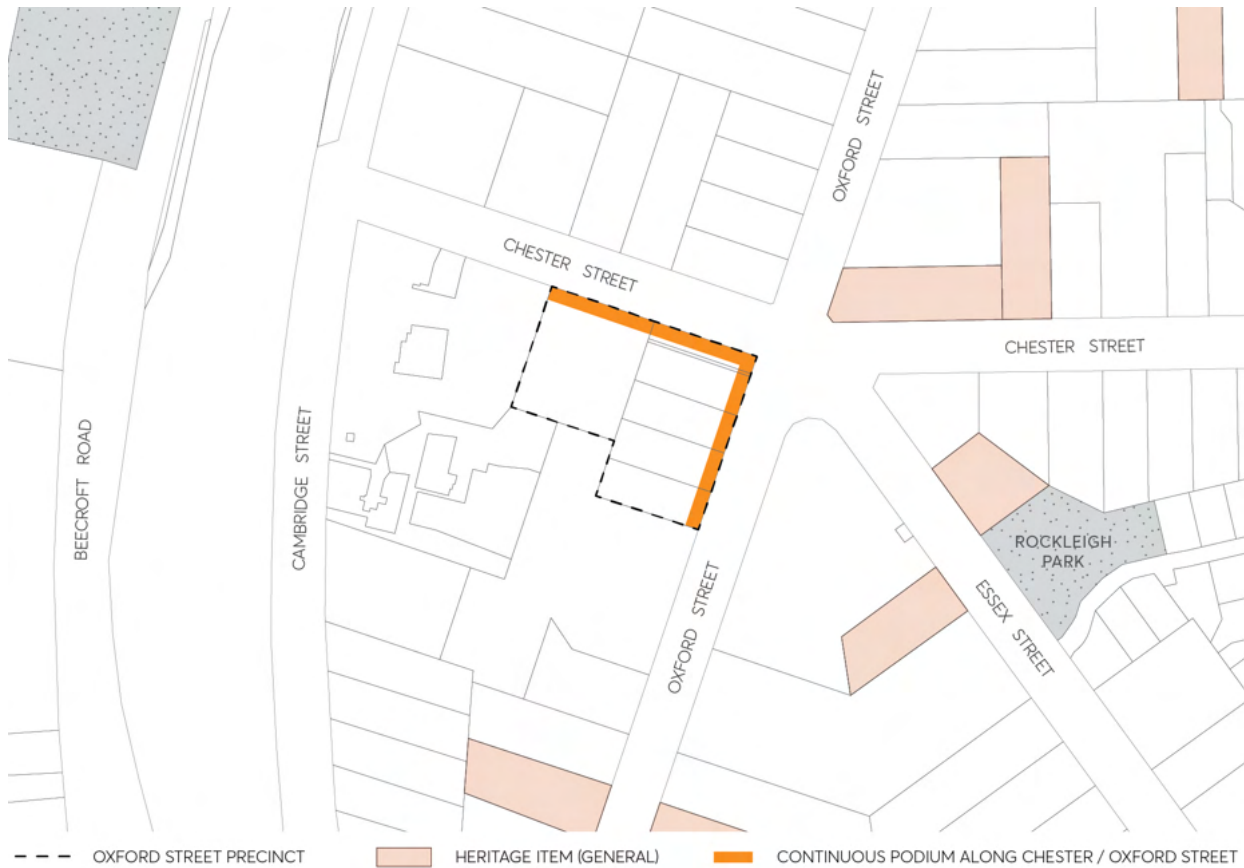 OXFORD STREET
CHESTER STREET
CHESTER STREET
BEECROFT ROAD
CAMBRIDGE STREET
ROCKLEIGH
PARK
ESSEX STREET
OXFORD STREET
OXFORD STREET PRECINCT
HERITAGE ITEM (GENERAL)
CONTINUOUS PODIUM ALONG CHESTER / OXFORD STREET